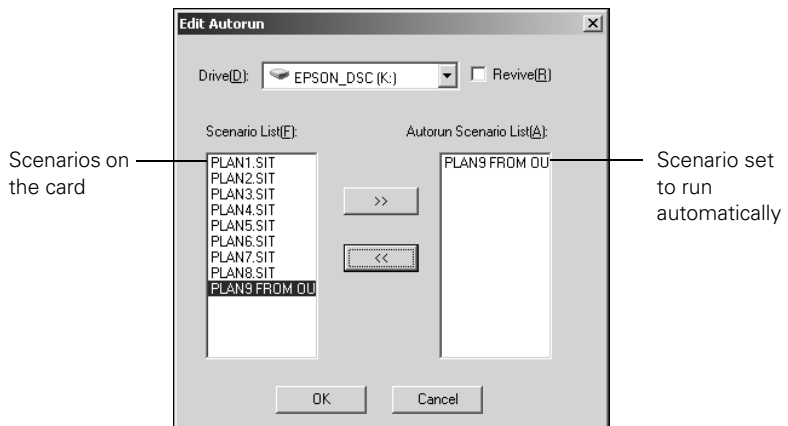 Edit Autorun
Drive(D): EPSON_DSC (K:) Revive(R)
Scenario List(F): Autorun Scenario List(A):
Scenarios on
the card
PLAN1.SIT
PLAN2.SIT
PLAN3.SIT
PLAN4.SIT
PLAN5.SIT
PLAN6.SIT
PLAN7.SIT
PLAN8.SIT
PLAN9 FROM OU
>>
<<
PLAN9 FROM OU
Scenario set
to run
automatically
OK Cancel